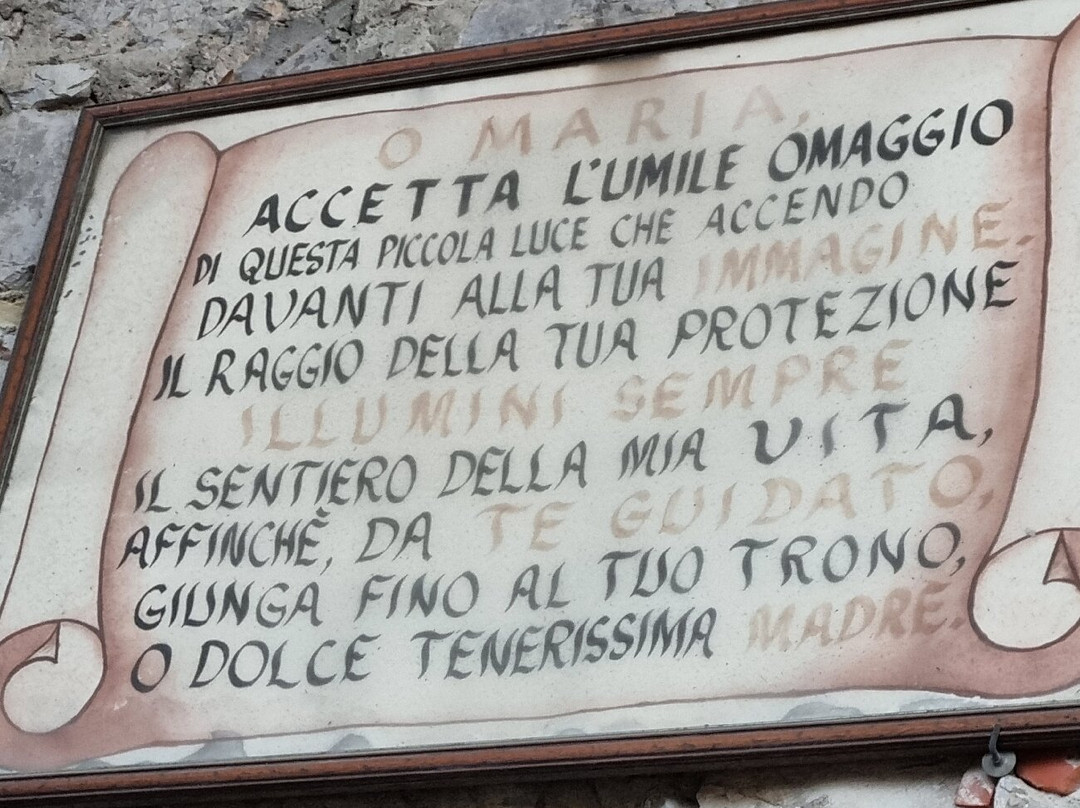 O MARIA,
ACCETTA L'UMILE OMAGGIO
DI QUESTA PICCOLA LUCE CHE ACCENDO
DAVANTI ALLA TUA IMMAGINE.
IL RAGGIO DELLA TUA PROTEZIONE
ILLUMINI SEMPRE
IL SENTIERO DELLA MIA VITA,
AFFINCHÈ, DA TE GUIDATO,
GIUNGA FINO AL TUO TRONO,
O DOLCE TENERISSIMA MADRE.